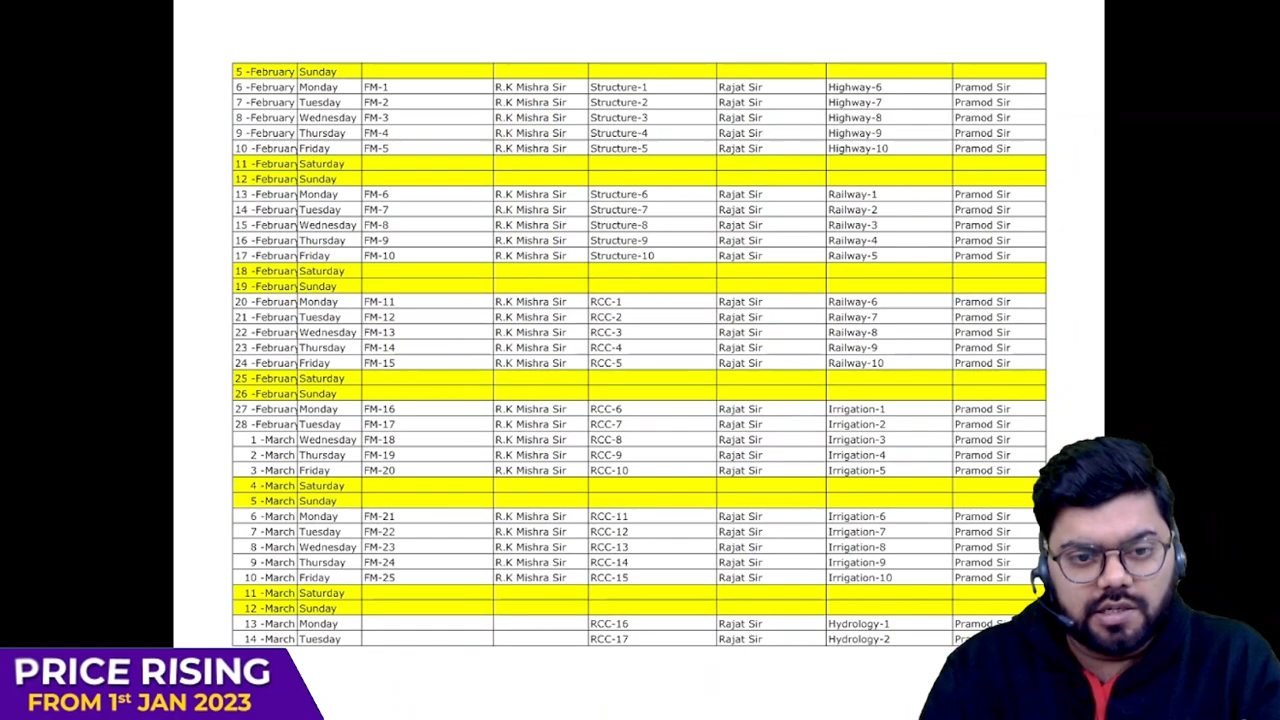 5 -February Sunday
6 -February Monday FM-1 R.K Mishra Sir Structure-1 Rajat Sir Highway-6 Pramod Sir
7 -February Tuesday FM-2 R.K Mishra Sir Structure-2 Rajat Sir Highway-7 Pramod Sir
8 -February Wednesday FM-3 R.K Mishra Sir Structure-3 Rajat Sir Highway-8 Pramod Sir
9 -February Thursday FM-4 R.K Mishra Sir Structure-4 Rajat Sir Highway-9 Pramod Sir
10 -February Friday FM-5 R.K Mishra Sir Structure-5 Rajat Sir Highway-10 Pramod Sir
11 -February Saturday
12 -February Sunday
13 -February Monday FM-6 R.K Mishra Sir Structure-6 Rajat Sir Railway-1 Pramod Sir
14 -February Tuesday FM-7 R.K Mishra Sir Structure-7 Rajat Sir Railway-2 Pramod Sir
15 -February Wednesday FM-8 R.K Mishra Sir Structure-8 Rajat Sir Railway-3 Pramod Sir
16 -February Thursday FM-9 R.K Mishra Sir Structure-9 Rajat Sir Railway-4 Pramod Sir
17 -February Friday FM-10 R.K Mishra Sir Structure-10 Rajat Sir Railway-5 Pramod Sir
18 -February Saturday
19 -February Sunday
20 -February Monday FM-11 R.K Mishra Sir RCC-1 Rajat Sir Railway-6 Pramod Sir
21 -February Tuesday FM-12 R.K Mishra Sir RCC-2 Rajat Sir Railway-7 Pramod Sir
22 -February Wednesday FM-13 R.K Mishra Sir RCC-3 Rajat Sir Railway-8 Pramod Sir
23 -February Thursday FM-14 R.K Mishra Sir RCC-4 Rajat Sir Railway-9 Pramod Sir
24 -February Friday FM-15 R.K Mishra Sir RCC-5 Rajat Sir Railway-10 Pramod Sir
25 -February Saturday
26 -February Sunday
27 -February Monday FM-16 R.K Mishra Sir RCC-6 Rajat Sir Irrigation-1 Pramod Sir
28 -February Tuesday FM-17 R.K Mishra Sir RCC-7 Rajat Sir Irrigation-2 Pramod Sir
1 -March Wednesday FM-18 R.K Mishra Sir RCC-8 Rajat Sir Irrigation-3 Pramod Sir
2 -March Thursday FM-19 R.K Mishra Sir RCC-9 Rajat Sir Irrigation-4 Pramod Sir
3 -March Friday FM-20 R.K Mishra Sir RCC-10 Rajat Sir Irrigation-5 Pramod Sir
4 -March Saturday
5 -March Sunday
6 -March Monday FM-21 R.K Mishra Sir RCC-11 Rajat Sir Irrigation-6 Pramod Sir
7 -March Tuesday FM-22 R.K Mishra Sir RCC-12 Rajat Sir Irrigation-7 Pramod Sir
8 -March Wednesday FM-23 R.K Mishra Sir RCC-13 Rajat Sir Irrigation-8 Pramod Sir
9 -March Thursday FM-24 R.K Mishra Sir RCC-14 Rajat Sir Irrigation-9 Pramod Sir
10 -March Friday FM-25 R.K Mishra Sir RCC-15 Rajat Sir Irrigation-10 Pramod Sir
11 -March Saturday
12 -March Sunday
13 -March Monday RCC-16 Rajat Sir Hydrology-1
14 -March Tuesday RCC-17 Rajat Sir Hydrology-2
PRICE RISING
FROM 1st JAN 2023